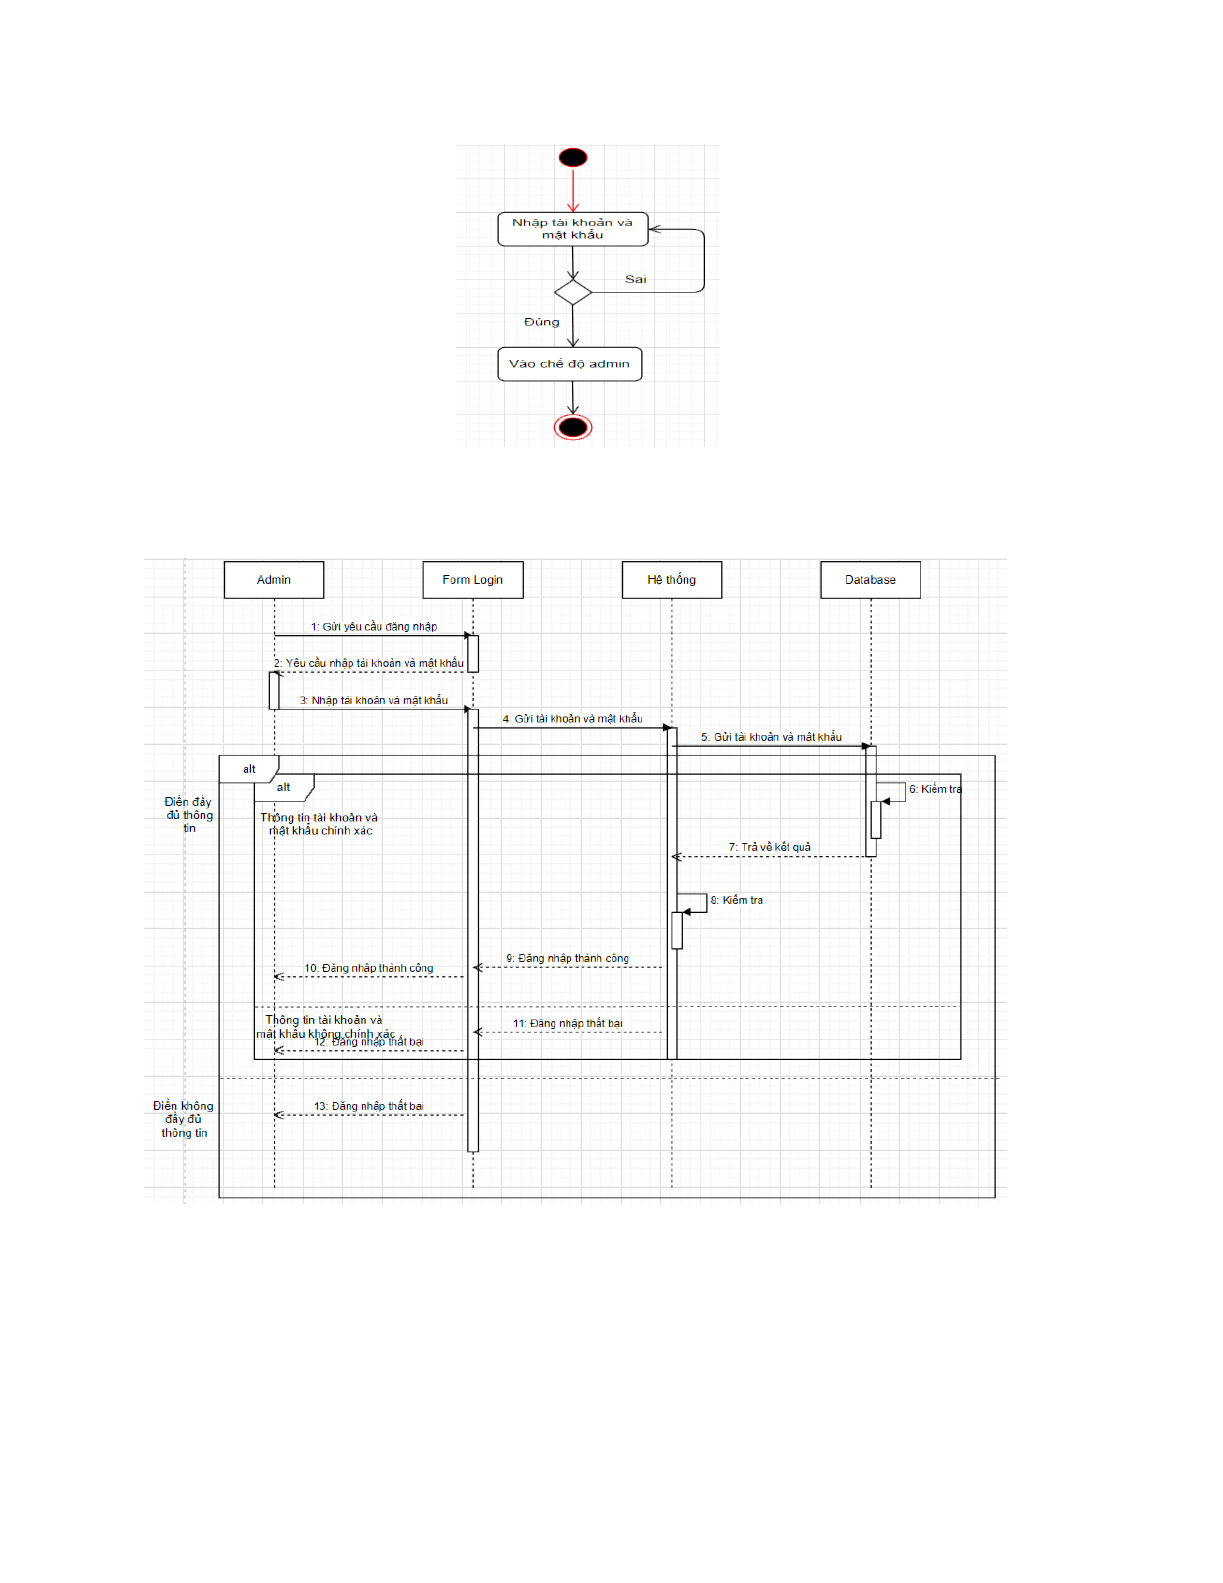 Nhập tài khoản và
mật khẩu
Sai
Đúng
Vào chế độ admin
Admin
Form Login
Hệ thống
Database
1: Gửi yêu cầu đăng nhập
2: Yêu cầu nhập tài khoản và mật khẩu
3: Nhập tài khoản và mật khẩu
4: Gửi tài khoản và mật khẩu
5: Gửi tài khoản và mật khẩu
alt
alt
6: Kiểm tra
Điền đầy
đủ thông
tin
Thông tin tài khoản và
mật khẩu chính xác
7: Trả về kết quả
8: Kiểm tra
9: Đăng nhập thành công
10: Đăng nhập thành công
Thông tin tài khoản và
mật khẩu không chính xác
11: Đăng nhập thất bại
12: Đăng nhập thất bại
Điền không
đầy đủ
thông tin
13: Đăng nhập thất bại